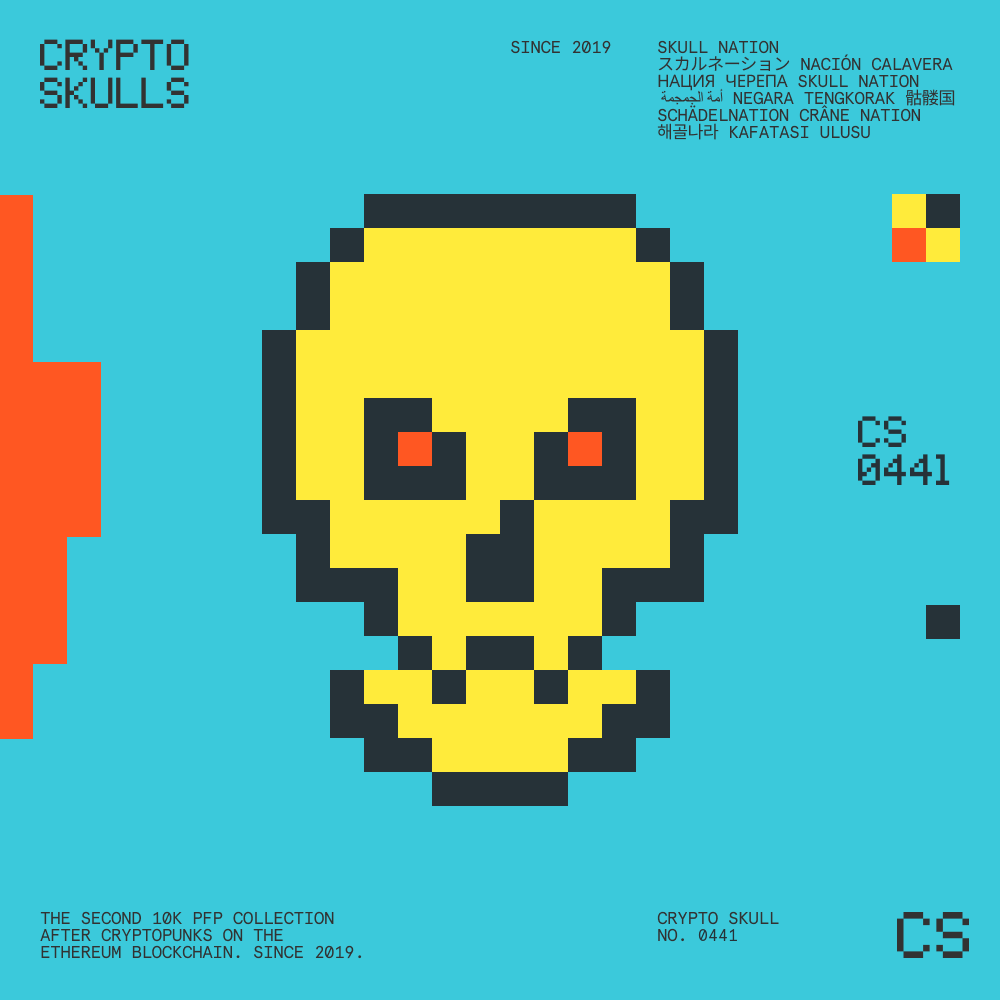 CRYPTO
SKULLS
SINCE 2019
SKULL NATION
スカルネーション NACIÓN CALAVERA
НАЦИЯ ЧЕРЕПА SKULL NATION
أمة الجمجمة NEGARA TENGKORAK 骷髅国
SCHÄDELNATION CRÂNE NATION
해골나라 KAFATASI ULUSU
CS
0441
THE SECOND 10K PFP COLLECTION
AFTER CRYPTOPUNKS ON THE
ETHEREUM BLOCKCHAIN. SINCE 2019.
CRYPTO SKULL
NO. 0441
CS